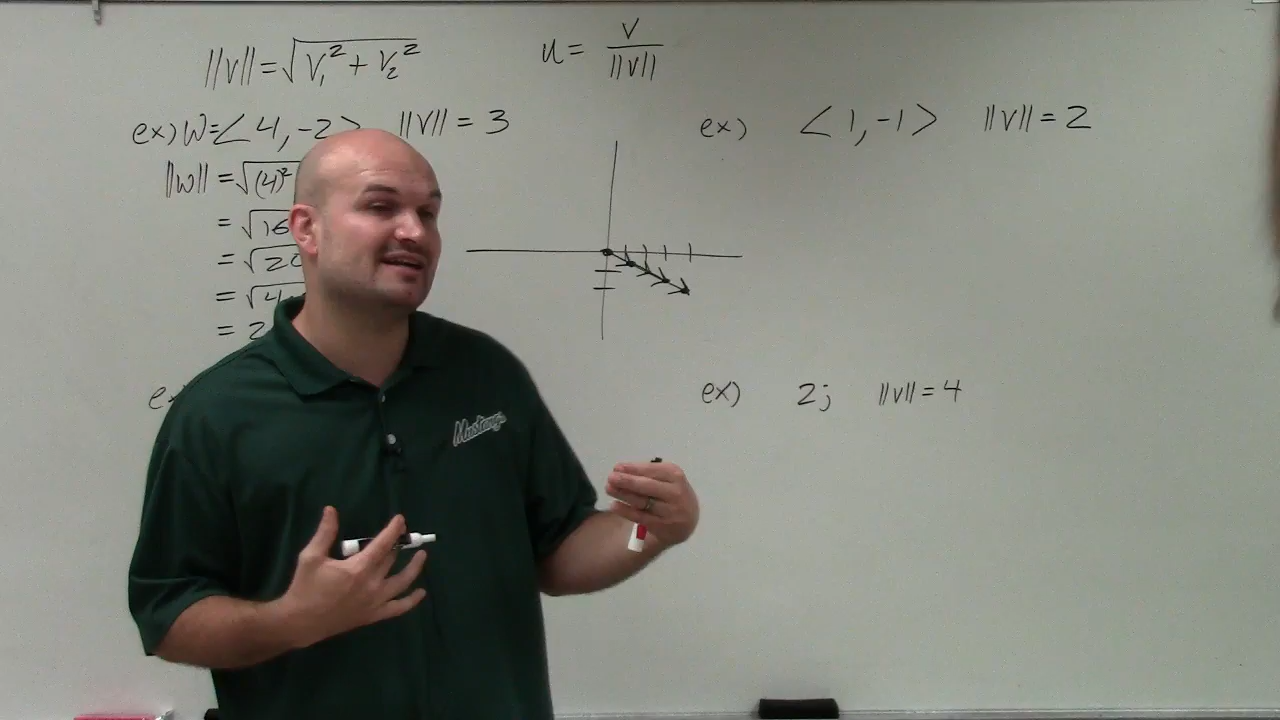 ||v|| = √v₁² + v₂²
u = v / ||v||
ex) w = <4, -2> ||v|| = 3
||w|| = √(4)²
= √16
= √20
= √4
= 2
ex) <1, -1> ||v|| = 2
ex) 2j ||v|| = 4
Mustangs